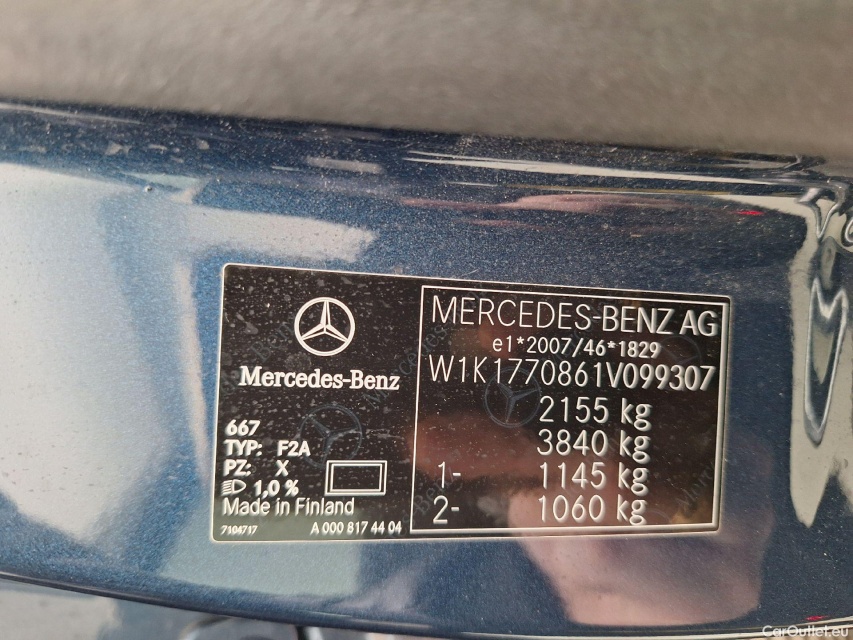 Mercedes-Benz
667
TYP: F2A
PZ: X
1,0 %
Made in Finland
7104717 A 000 817 44 04
MERCEDES-BENZ AG
e1*2007/46*1829
W1K1770861V099307
2155 kg
3840 kg
1- 1145 kg
2- 1060 kg
CarOutlet.eu